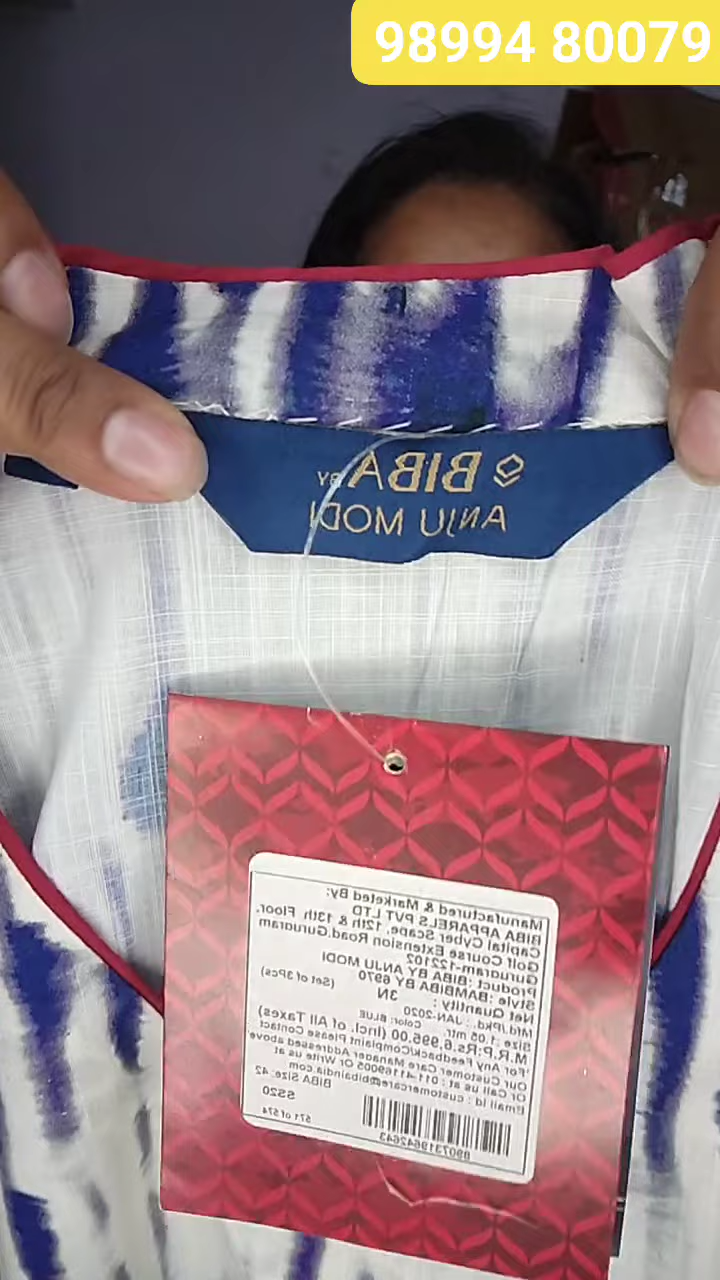 98994 80079
BIBA BY
ANJU MODI
Manufactured & Marketed By:
BIBA APPARELS PVT LTD
Capital Cyber Scape, 12th & 13th Floor,
Golf Course Extension Road, Gurugram
Gurugram-122102
Product :BIBA BY ANJU MODI
Style :BAMBIBA BY 6970
Net Quantity : 3N (Set of 3Pcs)
Mfd./Pkd.: JAN-2020
Size: 1.05 mtr. Color: BLUE
M.R.P:Rs.6,995.00 (Incl. of All Taxes)
For Any Feedback/Complaint Please Contact
Our Customer Care Manager Addressed above
Or Call us at : 011-41169005 Or Write us at
Email id : customercare@bibaindia.com
BIBA Size :42
SS20
571 of 574
8907319642643